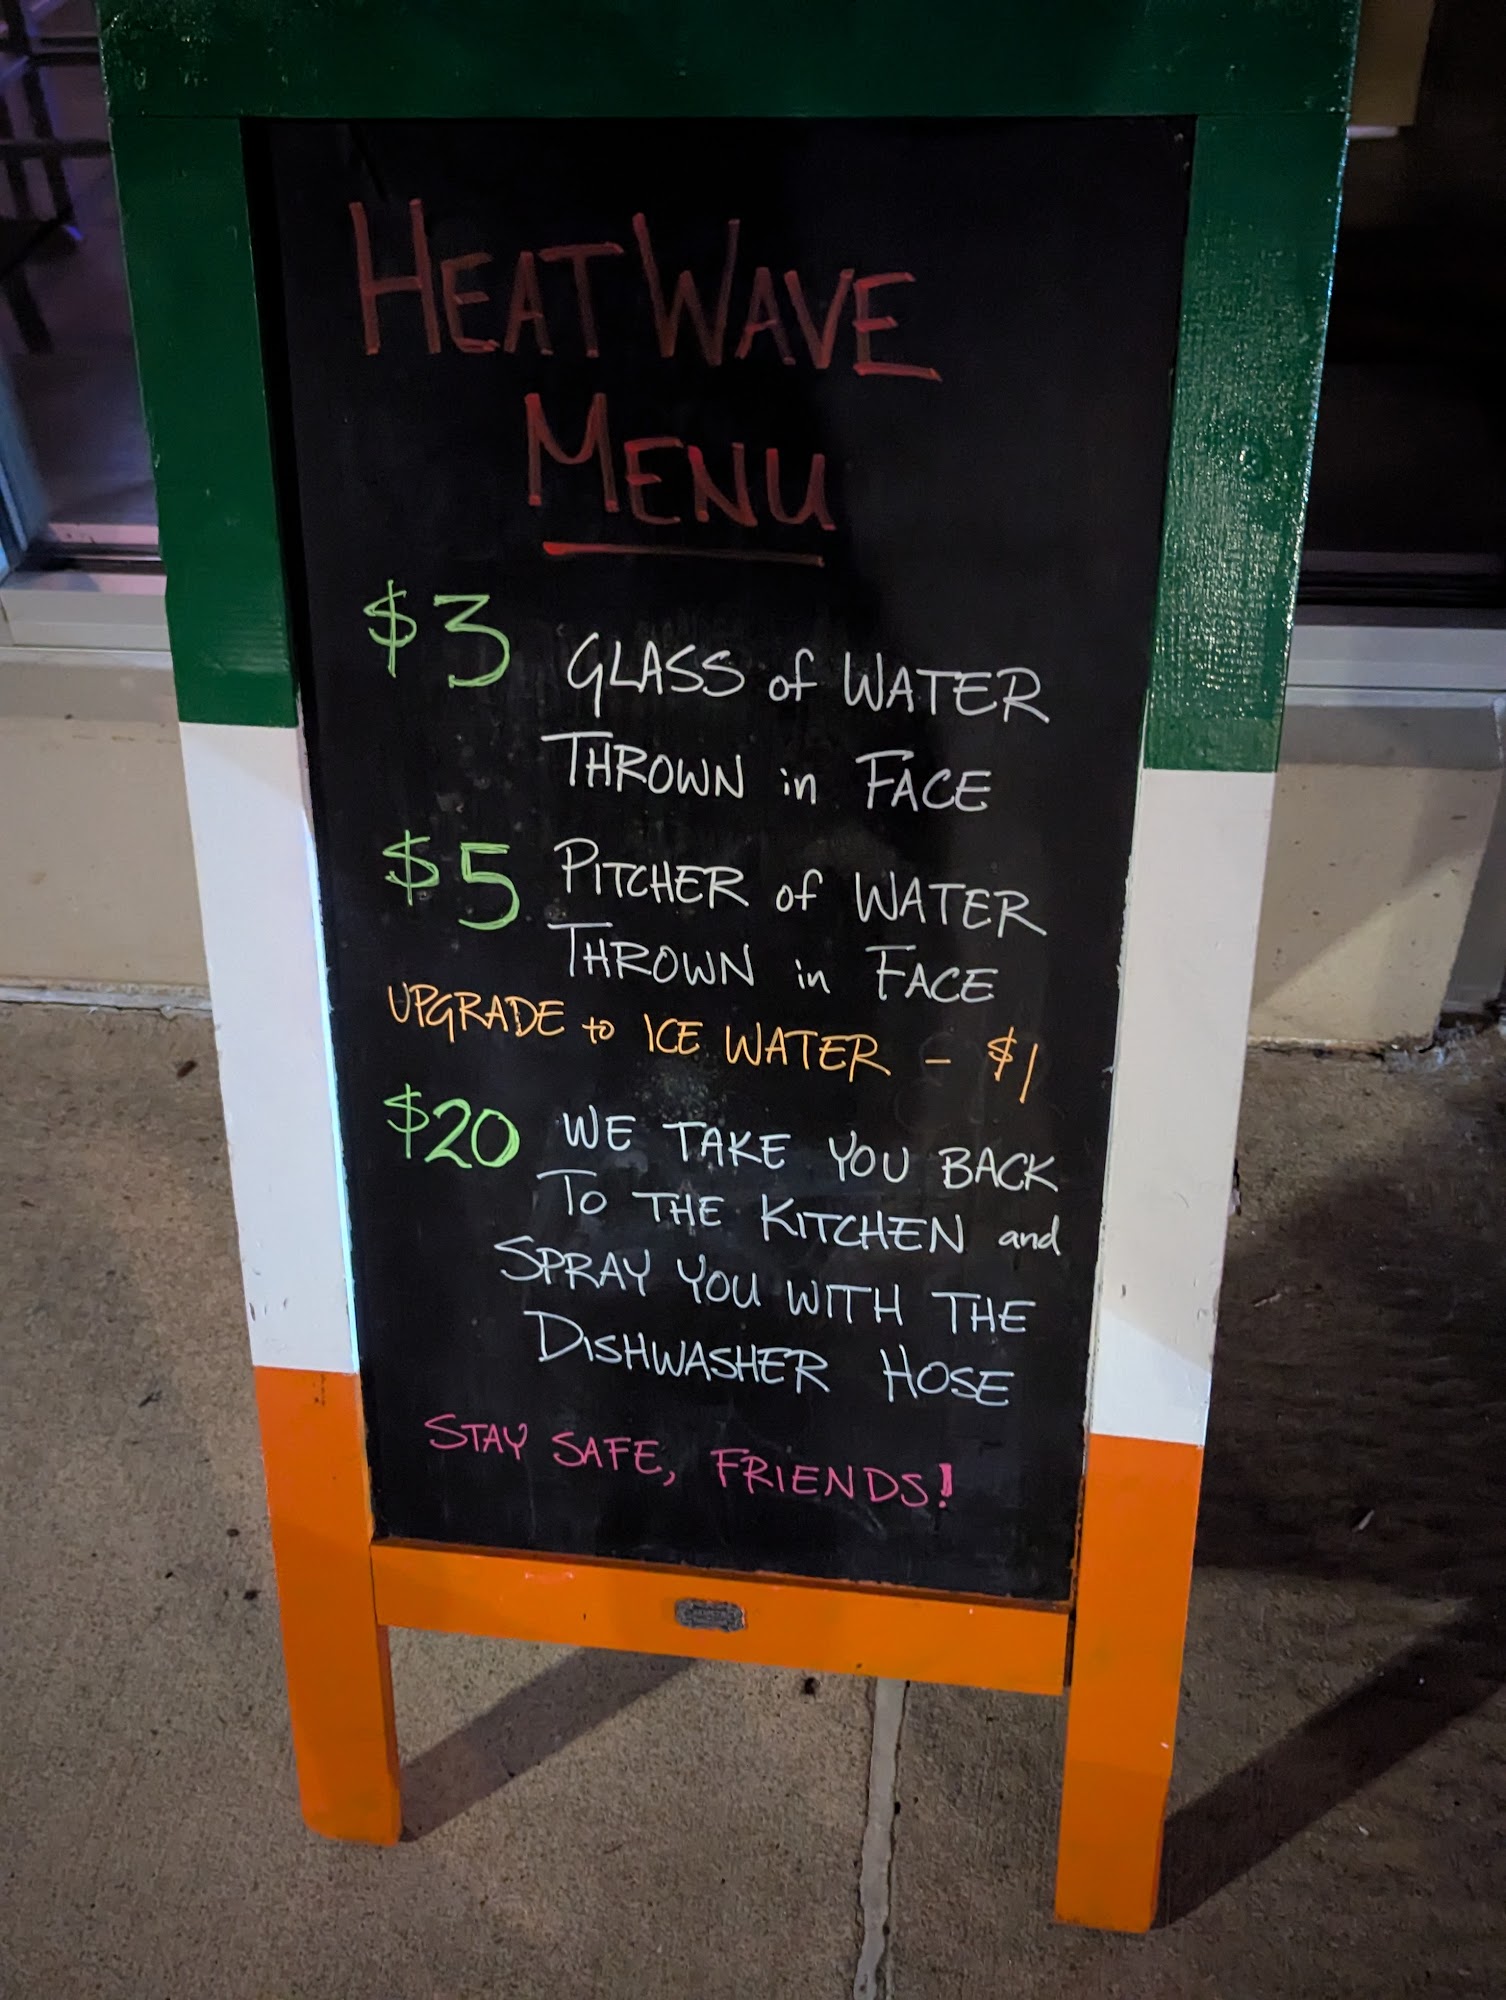 HEAT WAVE
MENU
$3 GLASS of WATER
THROWN in FACE
$5 PITCHER of WATER
THROWN in FACE
UPGRADE to ICE WATER – $1
$20 WE TAKE YOU BACK
TO THE KITCHEN and
SPRAY YOU WITH THE
DISHWASHER HOSE
STAY SAFE, FRIENDS!